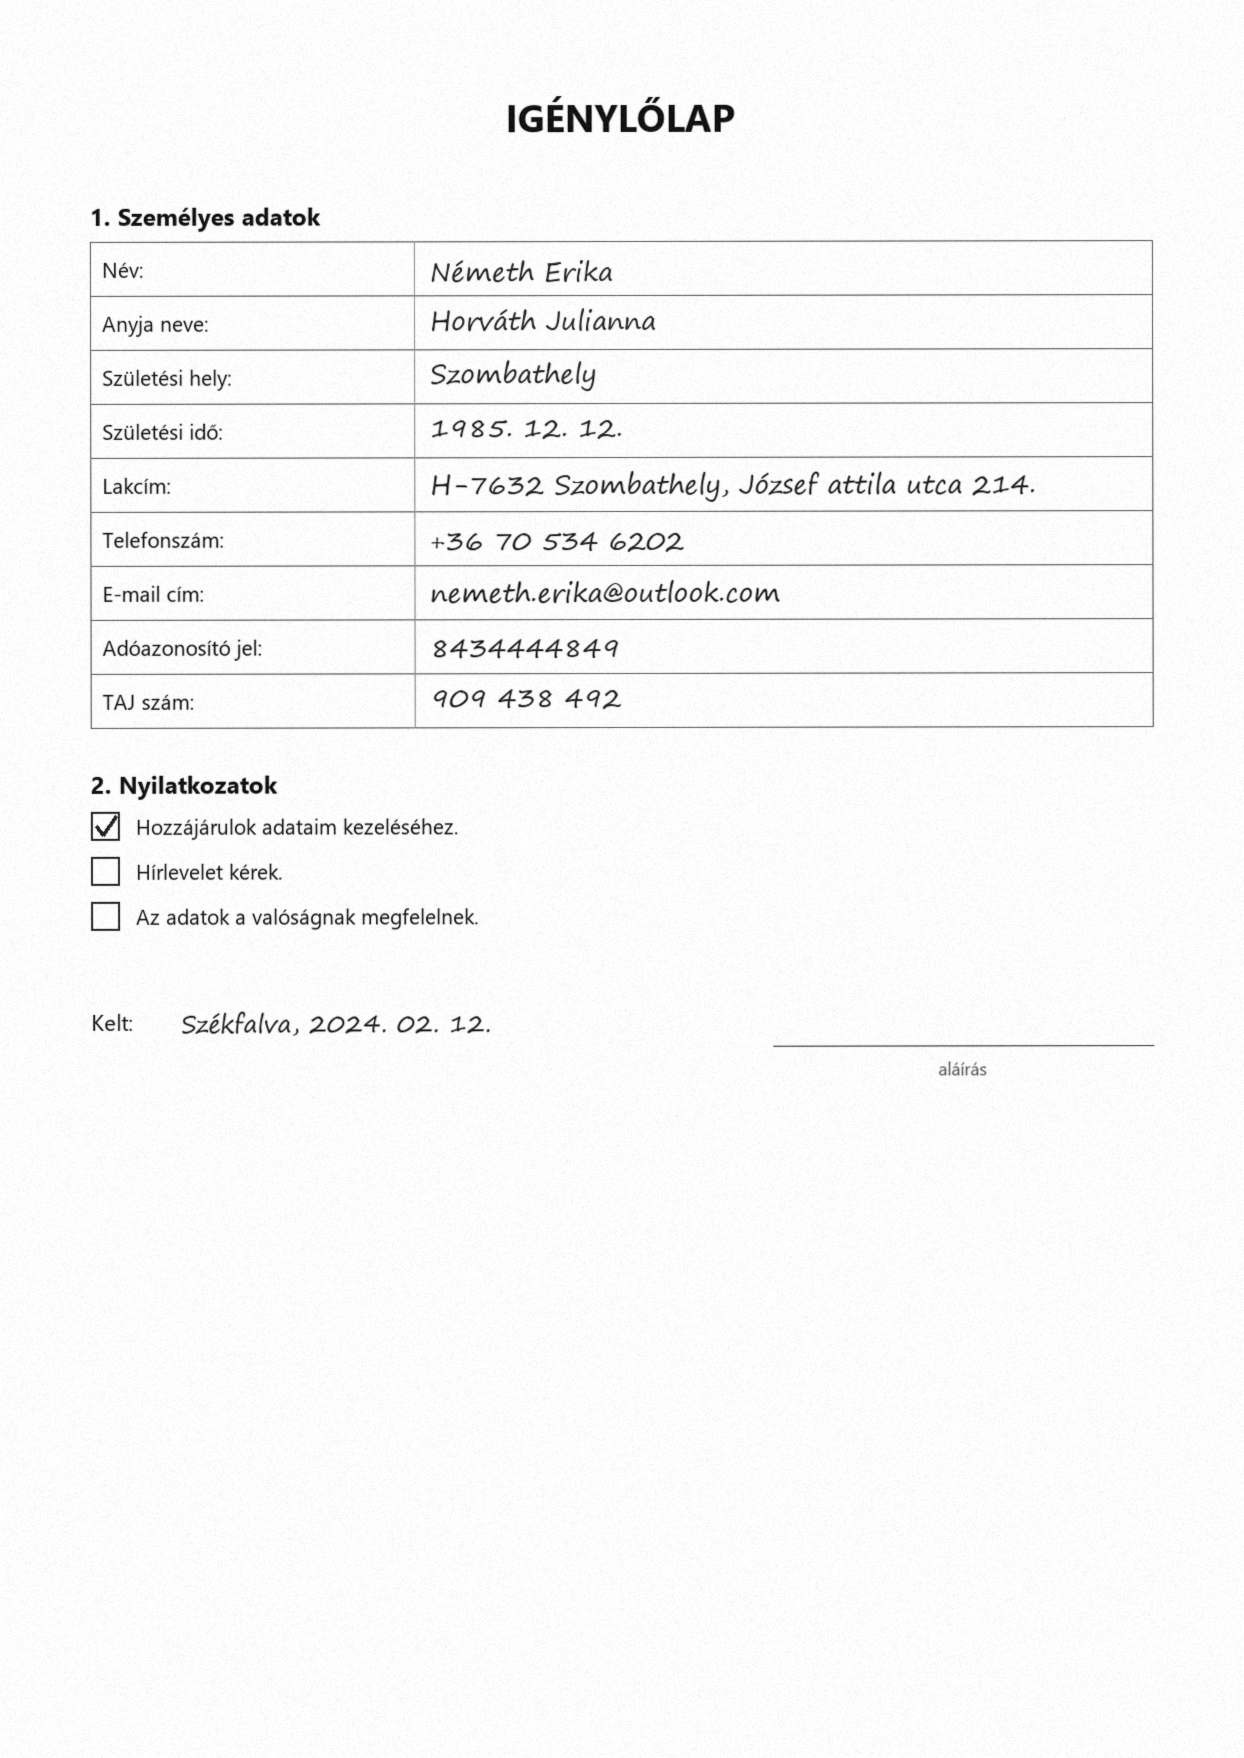 IGÉNYLŐLAP
1. Személyes adatok
Név: Németh Erika
Anyja neve: Horváth Julianna
Születési hely: Szombathely
Születési idő: 1985. 12. 12.
Lakcím: H-7632 Szombathely, József attila utca 214.
Telefonszám: +36 70 534 6202
E-mail cím: nemeth.erika@outlook.com
Adóazonosító jel: 8434444849
TAJ szám: 909 438 492
2. Nyilatkozatok
Hozzájárulok adataim kezeléséhez.
Hírlevelet kérek.
Az adatok a valóságnak megfelelnek.
Kelt: Székfalva, 2024. 02. 12.
aláírás